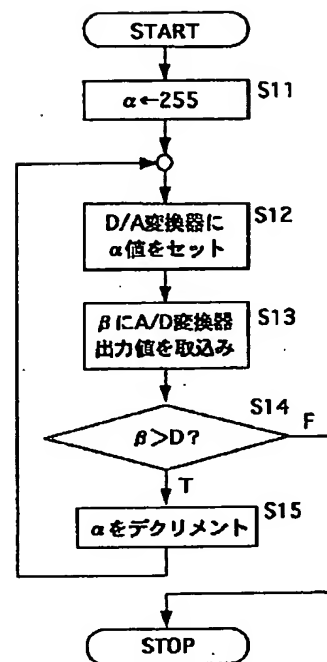 START
α←255
S11
D/A変換器に
α値をセット
S12
βにA/D変換器
出力値を取込み
S13
β>D?
S14
F
T
αをデクリメント
S15
STOP